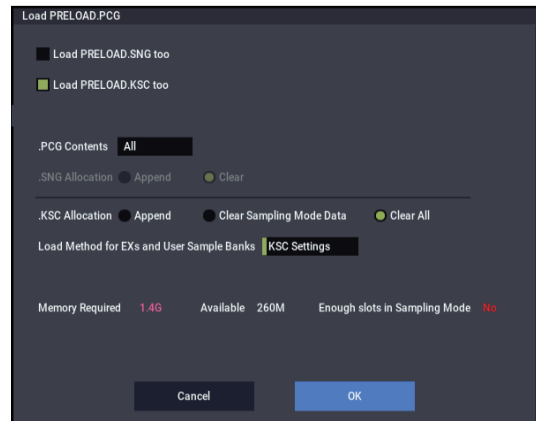 Load PRELOAD.PCG
Load PRELOAD.SNG too
Load PRELOAD.KSC too
.PCG Contents All
.SNG Allocation Append Clear
.KSC Allocation Append Clear Sampling Mode Data Clear All
Load Method for EXs and User Sample Banks KSC Settings
Memory Required 1.4G Available 260M Enough slots in Sampling Mode No
Cancel OK